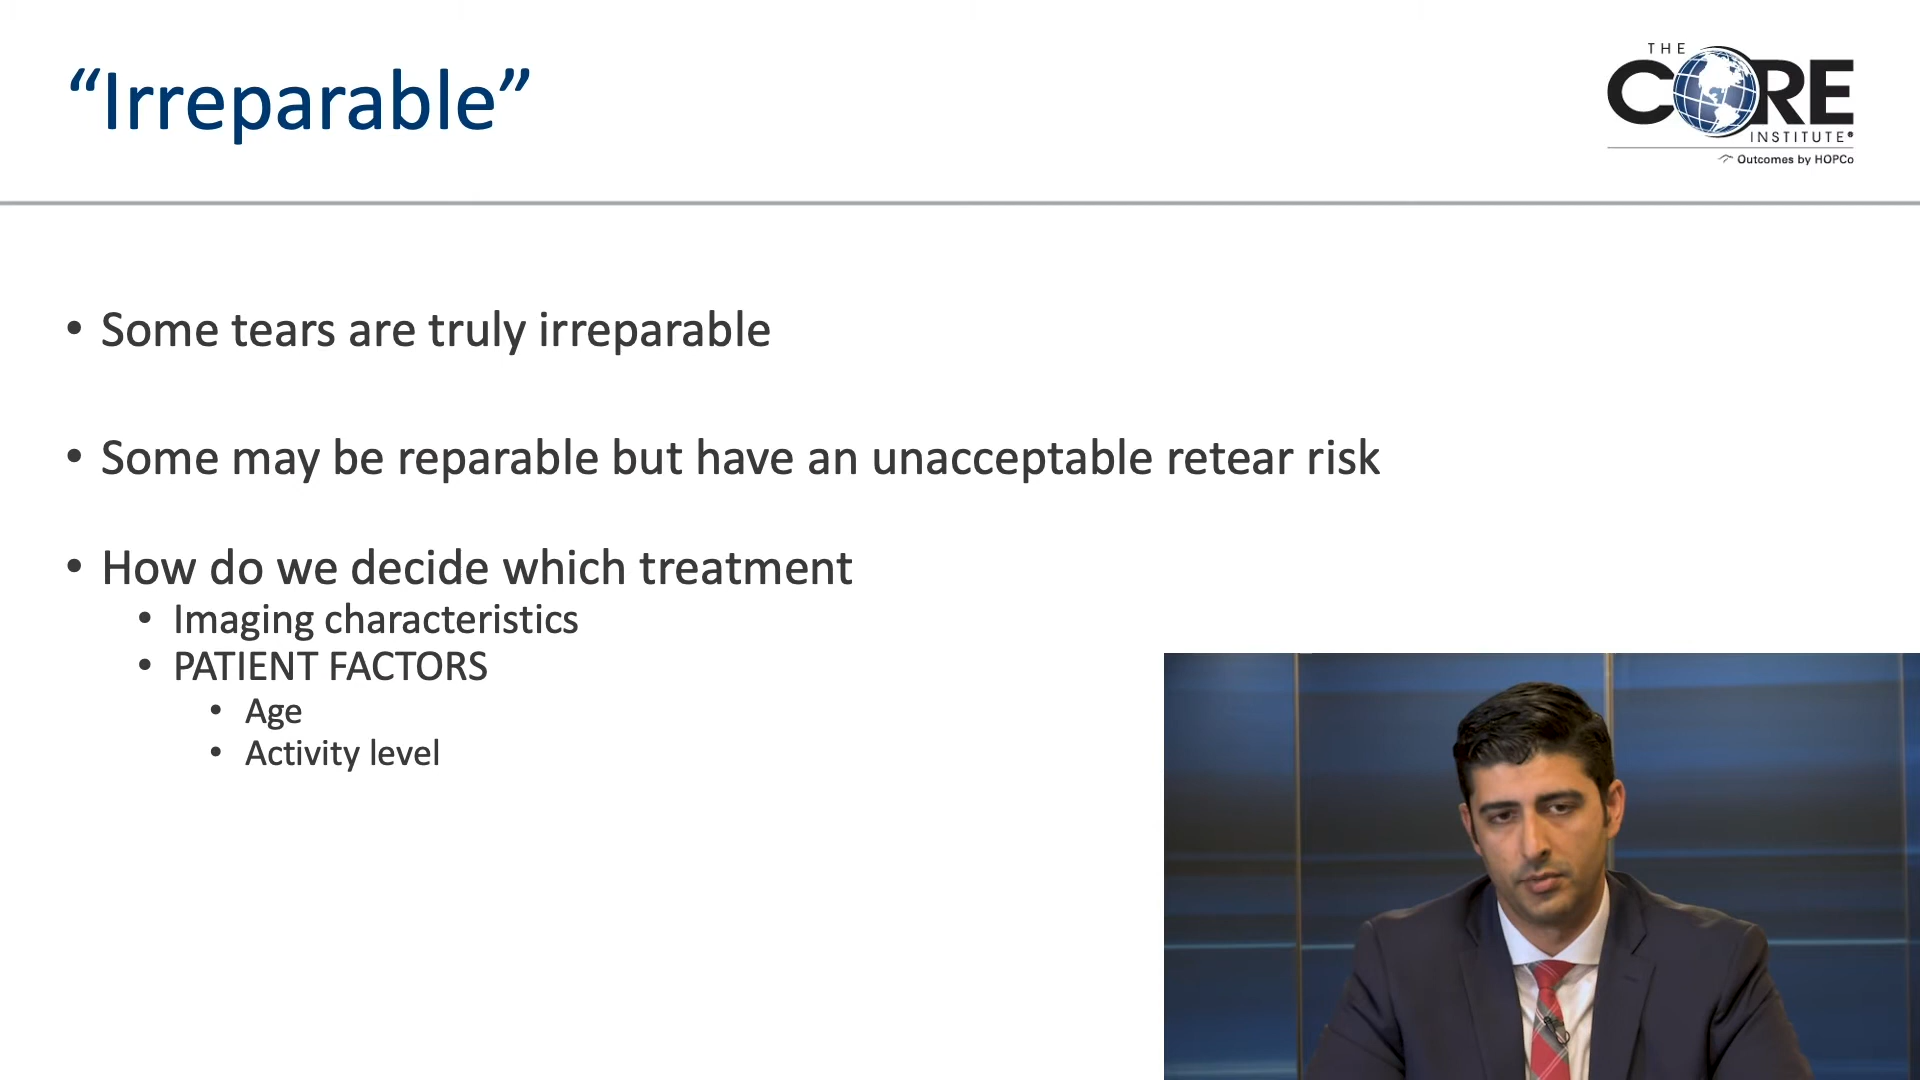 “Irreparable”
THE
CORE
INSTITUTE®
Outcomes by HOPCo
• Some tears are truly irreparable
• Some may be reparable but have an unacceptable retear risk
• How do we decide which treatment
• Imaging characteristics
• PATIENT FACTORS
• Age
• Activity level